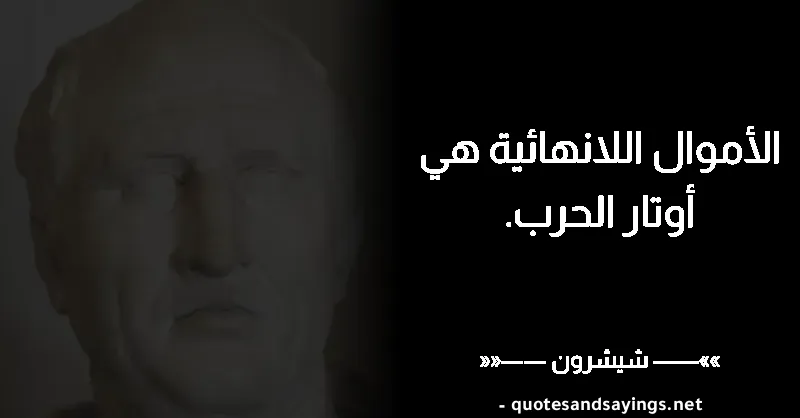 الأموال اللانهائية هي
أوتار الحرب.
»»—— شيشرون ——««
- quotesandsayings.net